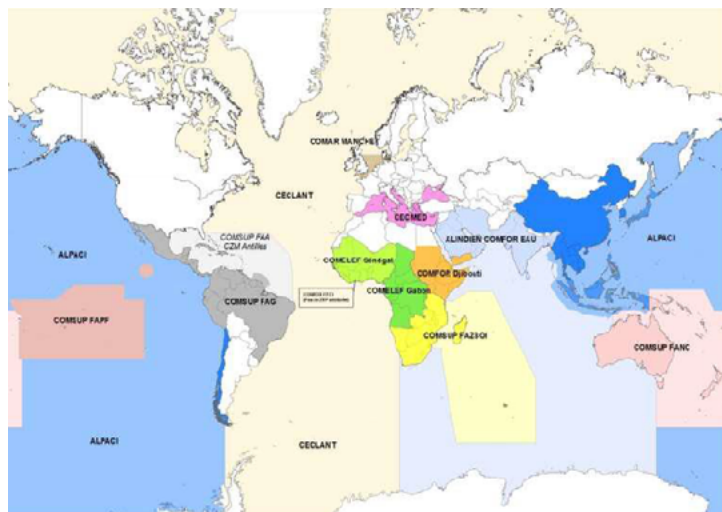 COMAR MANCHE
CECLANT
CECMED
COMSUP FAA
CZM Antilles
ALPACI
ALINDIEN COMFOR EAU
ALPACI
COMELEF Sénégal
COMFOR Djibouti
COMELEF Gabon
COMSUP FAG
COMSUP FAPF
COMSUP FAZSOI
COMSUP FANC
ALPACI
CECLANT